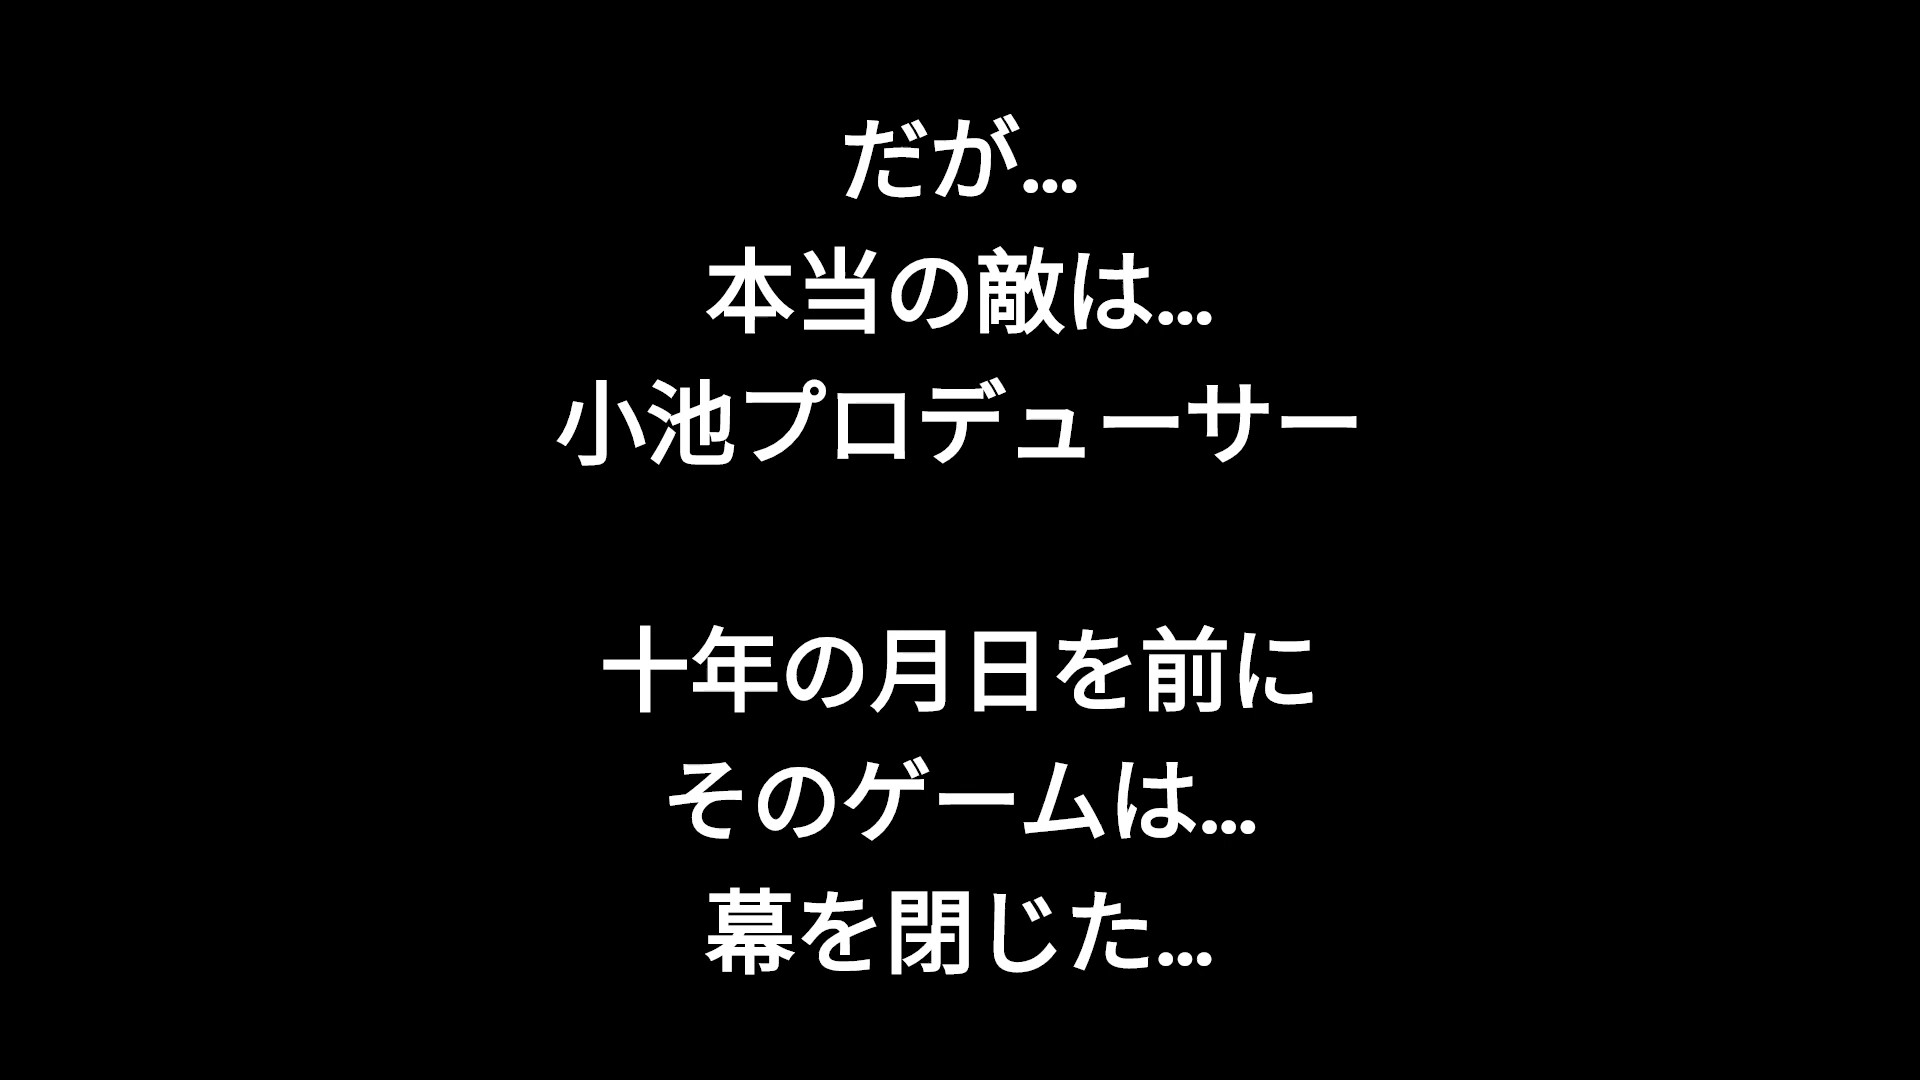 だが...
本当の敵は...
小池プロデューサー
十年の月日を前に
そのゲームは...
幕を閉じた...